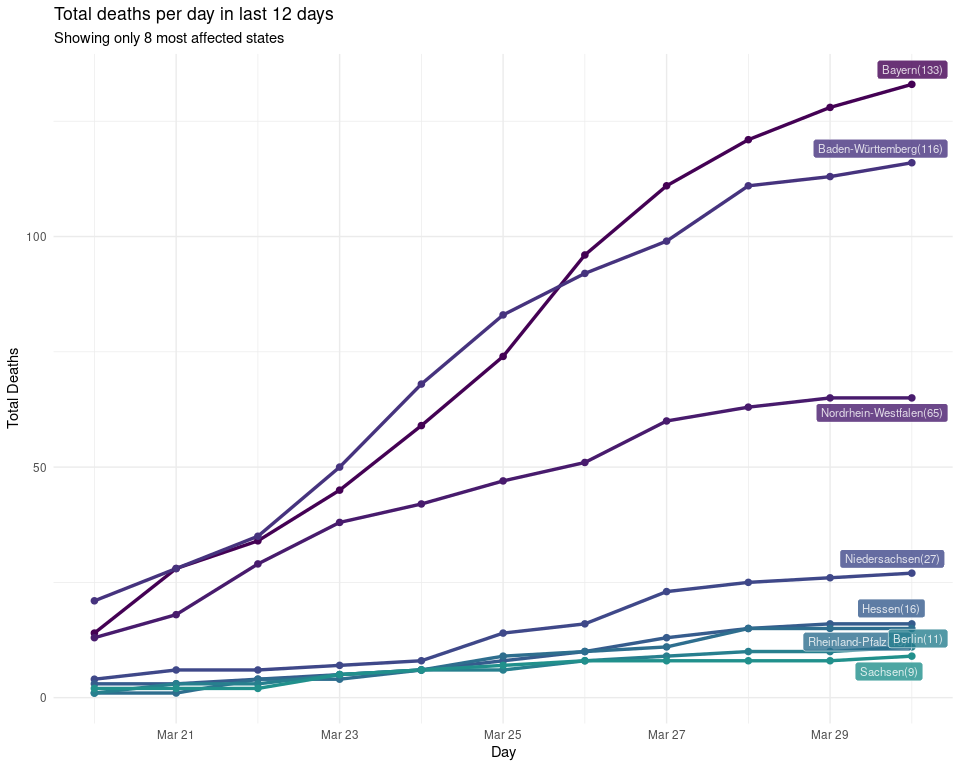 Total deaths per day in last 12 days
Showing only 8 most affected states
Bayern(133)
Baden-Württemberg(116)
100
Total Deaths
Nordrhein-Westfalen(65)
50
Niedersachsen(27)
Hessen(16)
Rheinland-Pfalz
Berlin(11)
Sachsen(9)
0
Mar 21
Mar 23
Mar 25
Mar 27
Mar 29
Day